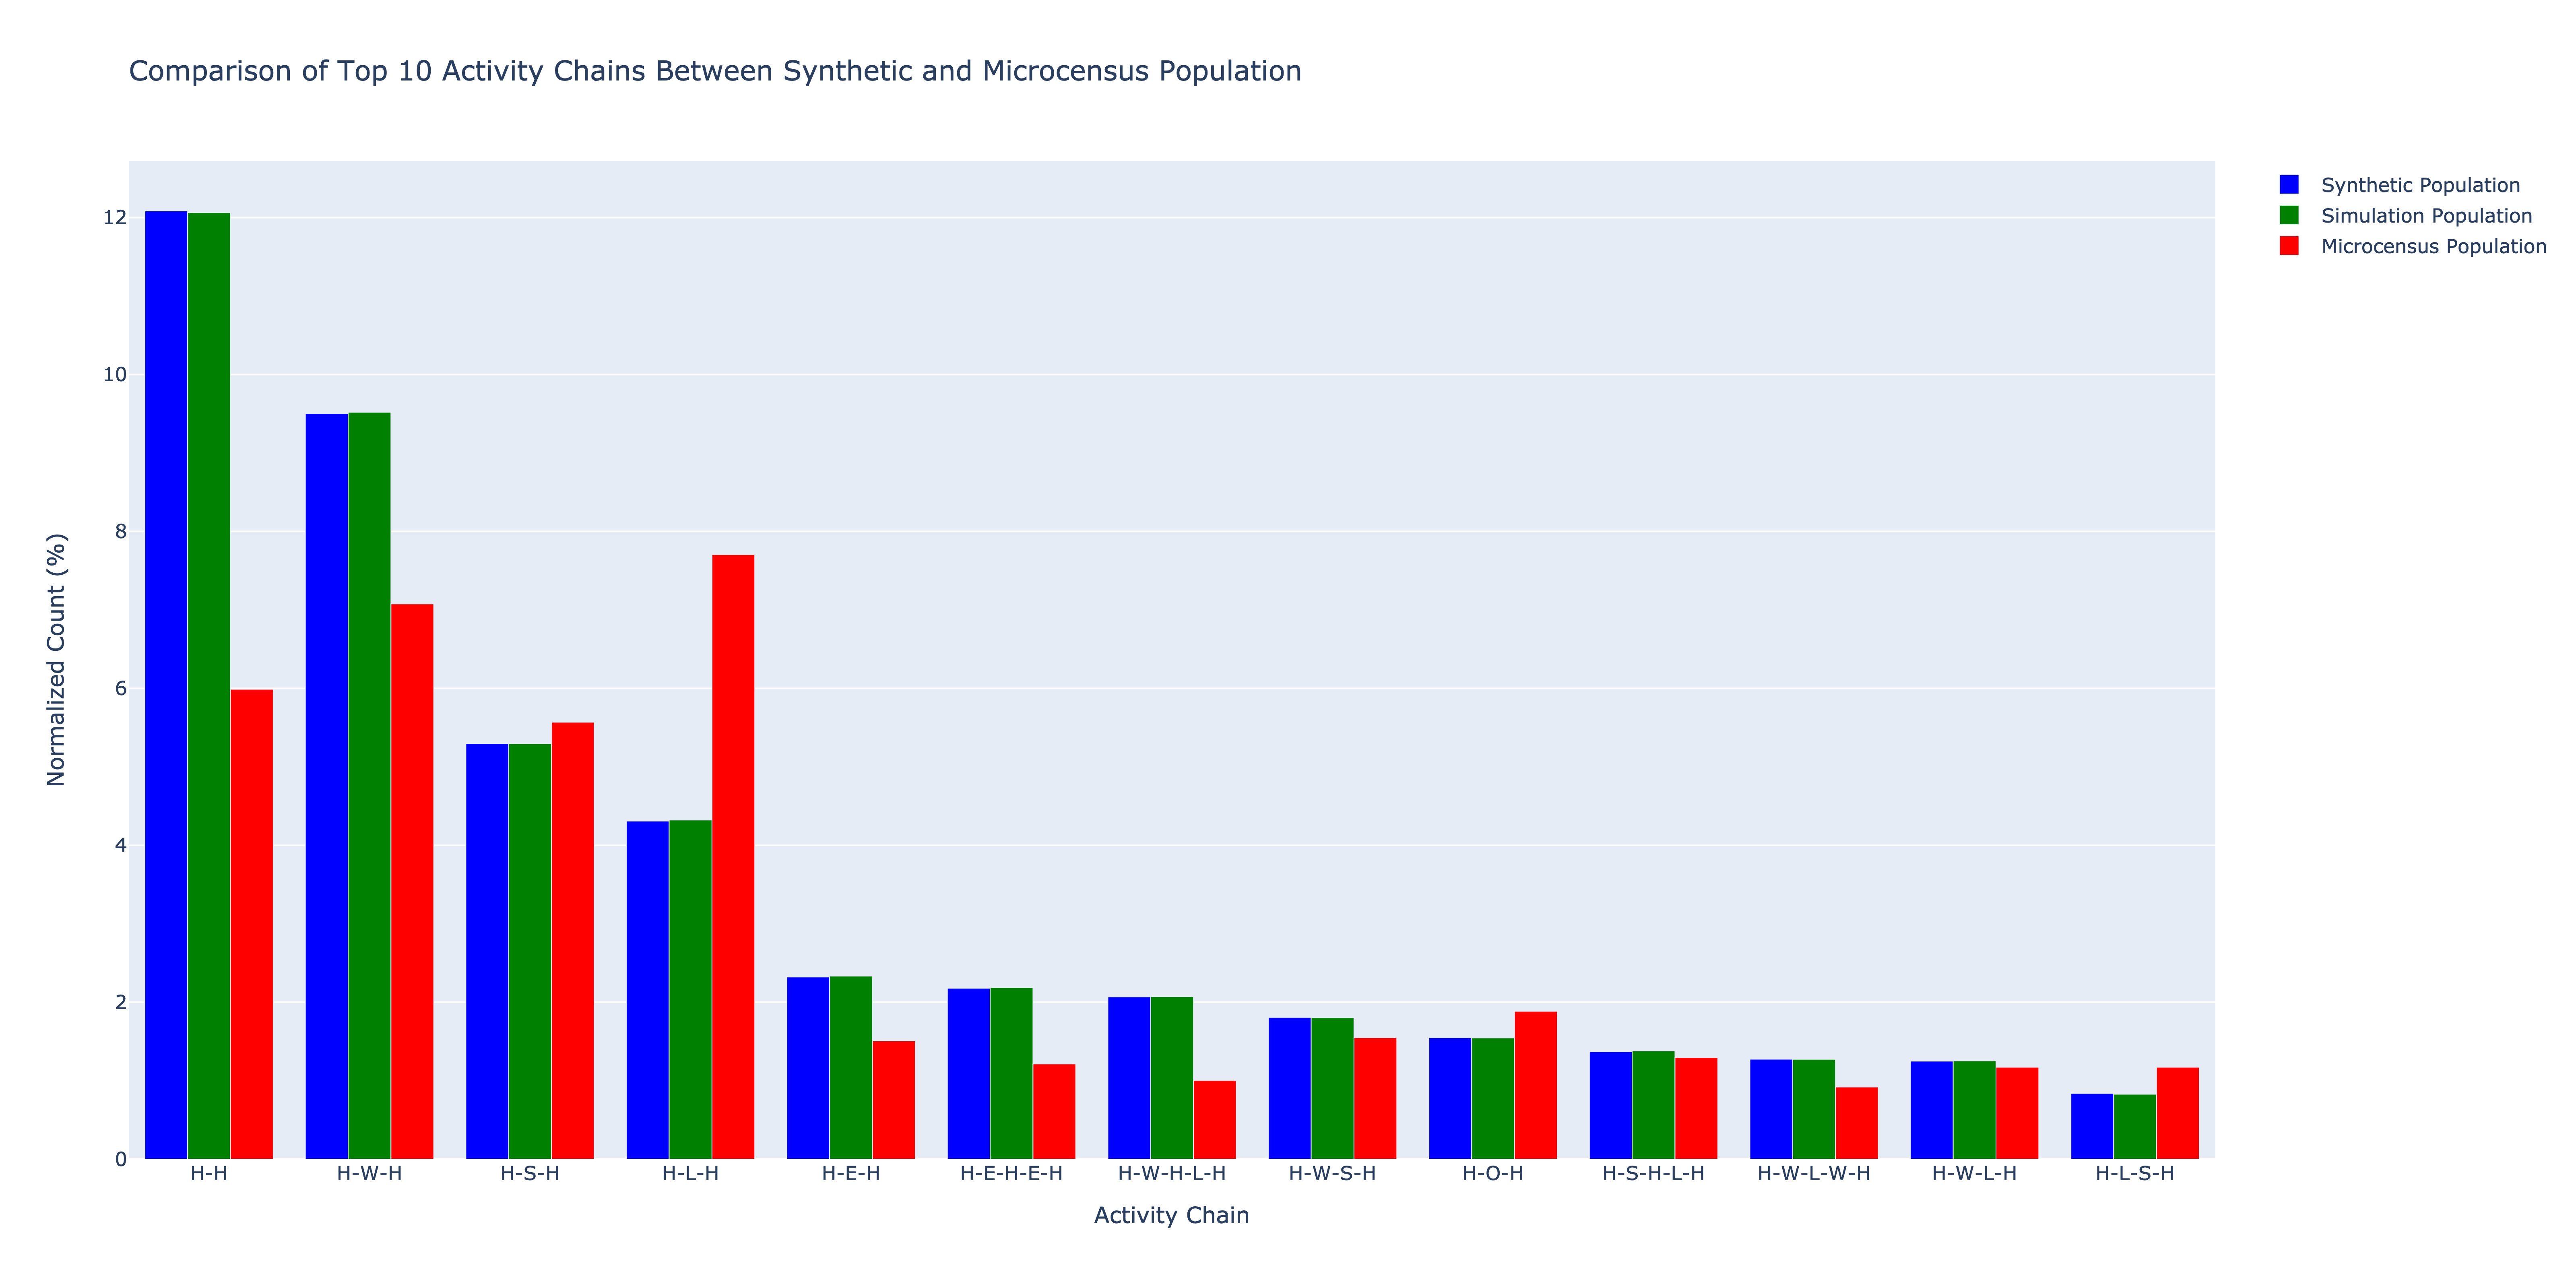 Comparison of Top 10 Activity Chains Between Synthetic and Microcensus Population
Synthetic Population
Simulation Population
Microcensus Population
Normalized Count (%)
12
10
8
6
4
2
0
H-H H-W-H H-S-H H-L-H H-E-H H-E-H-E-H H-W-H-L-H H-W-S-H H-O-H H-S-H-L-H H-W-L-W-H H-W-L-H H-L-S-H
Activity Chain